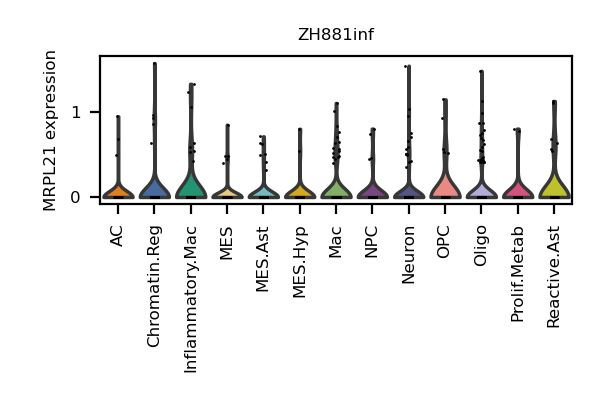 ZH881inf
MRPL21 expression
1
0
AC
Chromatin.Reg
Inflammatory.Mac
MES
MES.Ast
MES.Hyp
Mac
NPC
Neuron
OPC
Oligo
Prolif.Metab
Reactive.Ast